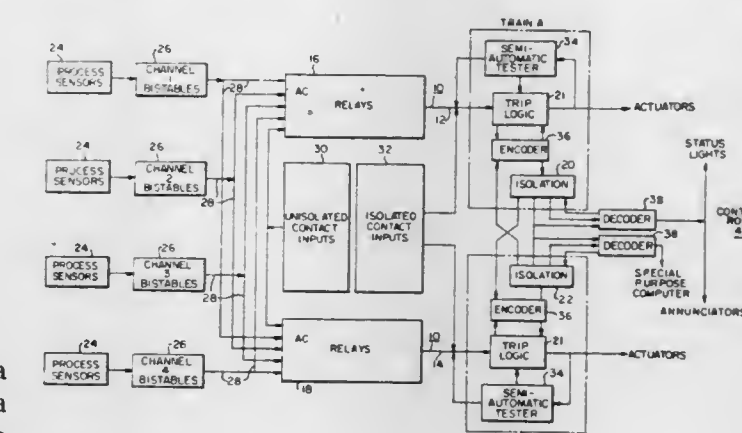 TRAIN A
24
PROCESS
SENSORS
26
CHANNEL
1
BISTABLES
28
16
AC
RELAYS
10
12
SEMI-
AUTOMATIC
TESTER
34
TRIP
LOGIC
21
ACTUATORS
ENCODER
36
ISOLATION
20
STATUS
LIGHTS
24
PROCESS
SENSORS
26
CHANNEL
2
BISTABLES
28
30
UNISOLATED
CONTACT
INPUTS
32
ISOLATED
CONTACT
INPUTS
DECODER
38
DECODER
38
CONT
RO
4
SPECIAL
PURPOSE
COMPUTER
ANNUNCIATORS
24
PROCESS
SENSORS
26
CHANNEL
3
BISTABLES
28
ISOLATION
22
ENCODER
36
24
PROCESS
SENSORS
26
CHANNEL
4
BISTABLES
28
AC
RELAYS
18
10
14
TRIP
LOGIC
21
ACTUATORS
34
SEMI-
AUTOMATIC
TESTER
a
a